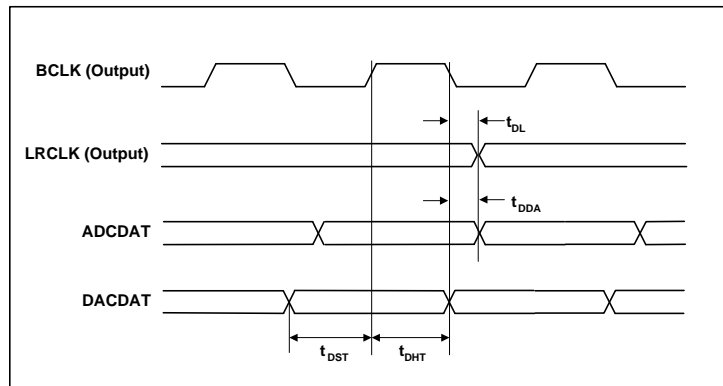 BCLK (Output)
tDL
LRCLK (Output)
tDDA
ADCDAT
DACDAT
tDST
tDHT